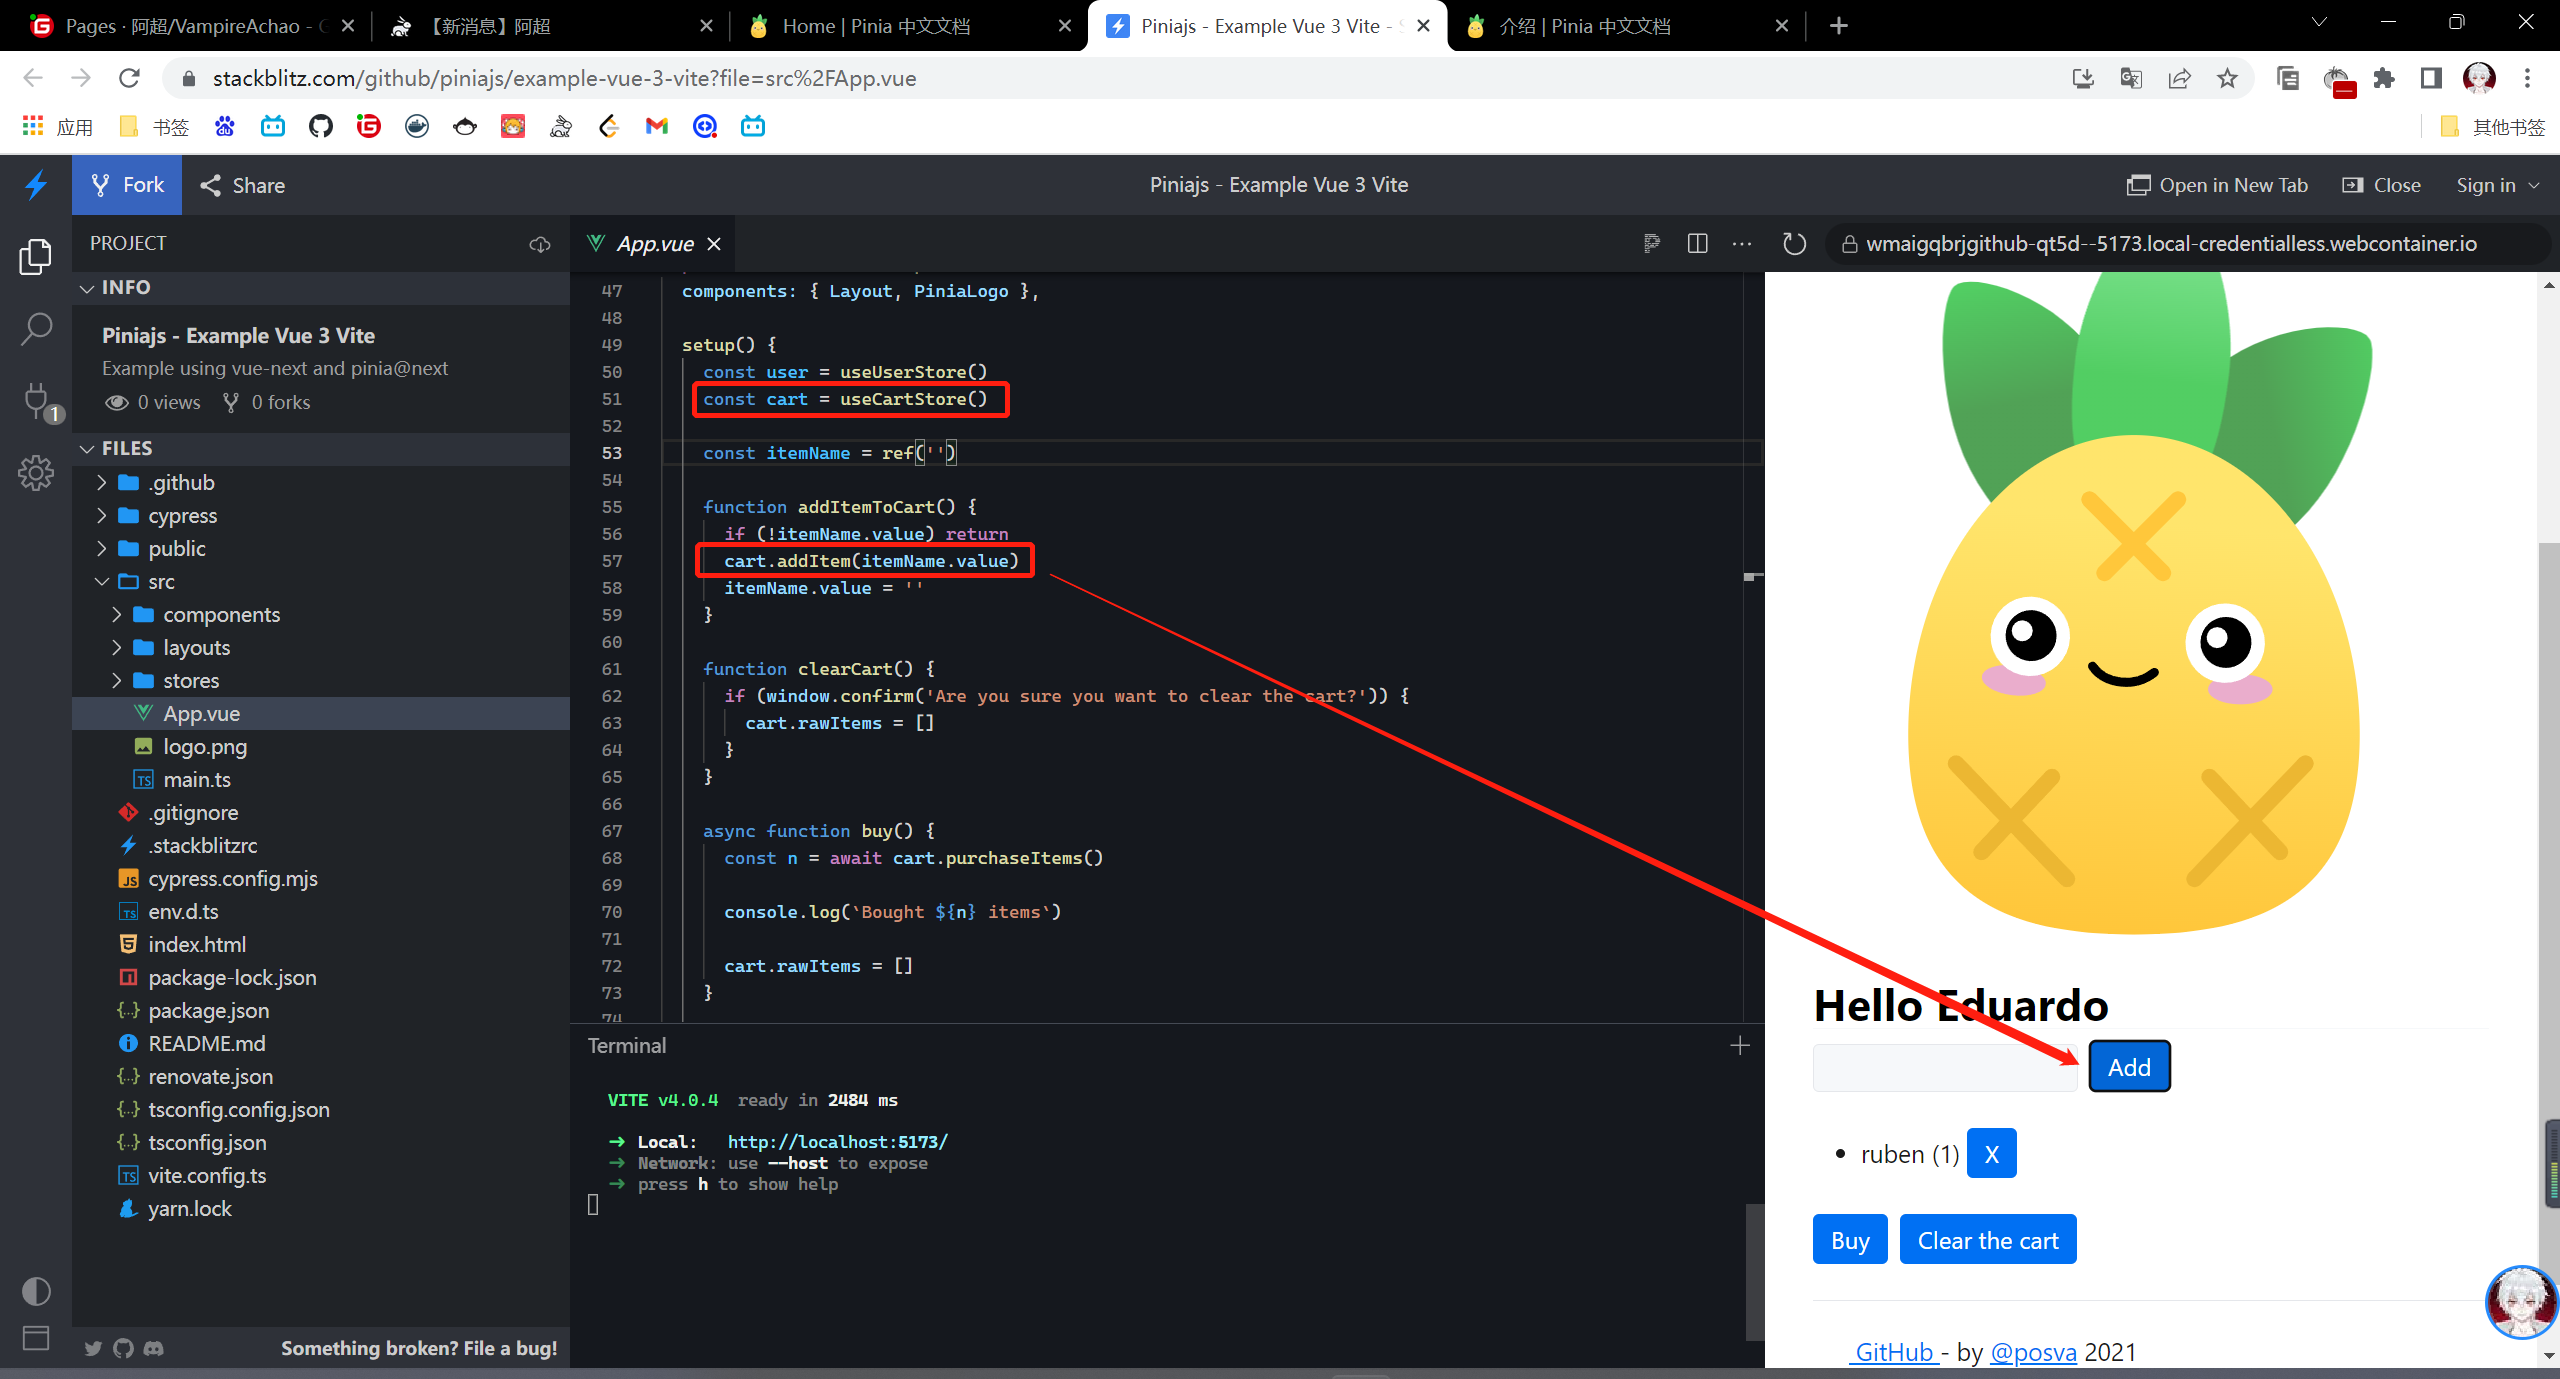 Pages · 阿超/VampireAchao -
【新消息】阿超
Home | Pinia 中文文档
Piniajs - Example Vue 3 Vite -
介绍 | Pinia 中文文档
stackblitz.com/github/piniajs/example-vue-3-vite?file=src%2FApp.vue
应用
书签
其他书签
Fork
Share
Piniajs - Example Vue 3 Vite
Open in New Tab
Close
Sign in
PROJECT
App.vue
wmaigqbrjgithub-qt5d--5173.local-credentialless.webcontainer.io
INFO
Piniajs - Example Vue 3 Vite
Example using vue-next and pinia@next
0 views
0 forks
1
FILES
.github
cypress
public
src
components
layouts
stores
App.vue
logo.png
main.ts
.gitignore
.stackblitzrc
cypress.config.mjs
env.d.ts
index.html
package-lock.json
package.json
README.md
renovate.json
tsconfig.config.json
tsconfig.json
vite.config.ts
yarn.lock
Something broken? File a bug!
47 components: { Layout, PiniaLogo },
48
49 setup() {
50 const user = useUserStore()
51 const cart = useCartStore()
52
53 const itemName = ref('')
54
55 function addItemToCart() {
56 if (!itemName.value) return
57 cart.addItem(itemName.value)
58 itemName.value = ''
59 }
60
61 function clearCart() {
62 if (window.confirm('Are you sure you want to clear the cart?')) {
63 cart.rawItems = []
64 }
65 }
66
67 async function buy() {
68 const n = await cart.purchaseItems()
69
70 console.log(`Bought ${n} items`)
71
72 cart.rawItems = []
73 }
74
Terminal
VITE v4.0.4 ready in 2484 ms
➜ Local: http://localhost:5173/
➜ Network: use --host to expose
➜ press h to show help
Hello Eduardo
Add
• ruben (1) X
Buy
Clear the cart
GitHub - by @posva 2021